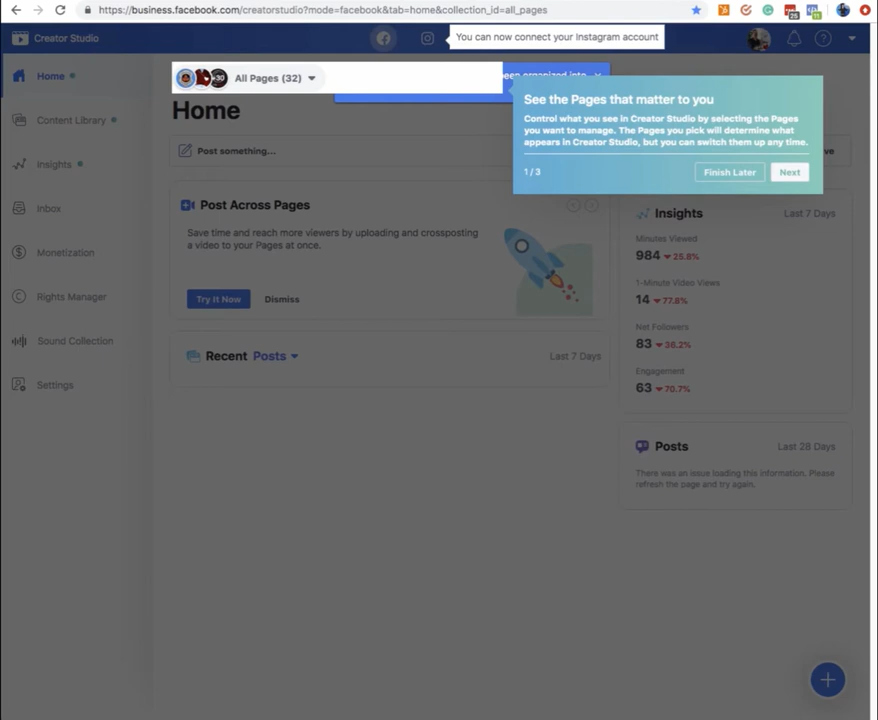 https://business.facebook.com/creatorstudio?mode=facebook&tab=home&collection_id=all_pages
25
11
Creator Studio
You can now connect your Instagram account
+30
All Pages (32)
been organized into
Home
Content Library
Insights
Inbox
Monetization
Rights Manager
Sound Collection
Settings
Home
Post something...
See the Pages that matter to you
Control what you see in Creator Studio by selecting the Pages
you want to manage. The Pages you pick will determine what
appears in Creator Studio, but you can switch them up any time.
1 / 3
Finish Later
Next
Post Across Pages
Save time and reach more viewers by uploading and crossposting
a video to your Pages at once.
Try It Now
Dismiss
Recent Posts
Last 7 Days
Insights
Last 7 Days
Minutes Viewed
984 25.8%
1-Minute Video Views
14 77.8%
Net Followers
83 36.2%
Engagement
63 70.7%
Posts
Last 28 Days
There was an issue loading this information. Please
refresh the page and try again.